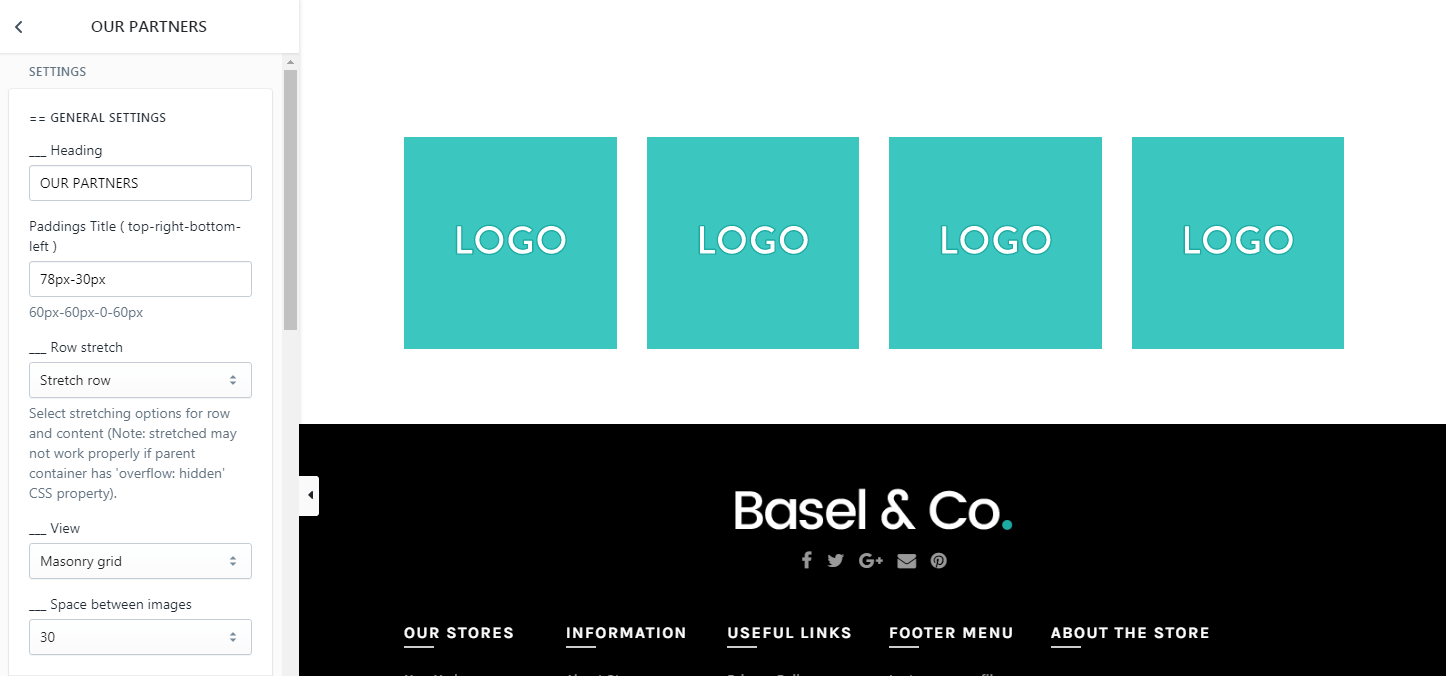 OUR PARTNERS
SETTINGS
== GENERAL SETTINGS
___ Heading
OUR PARTNERS
Paddings Title ( top-right-bottom-
left )
78px-30px
60px-60px-0-60px
___ Row stretch
Stretch row
Select stretching options for row
and content (Note: stretched may
not work properly if parent
container has 'overflow: hidden'
CSS property).
___ View
Masonry grid
___ Space between images
30
LOGO LOGO LOGO LOGO
Basel & Co.
OUR STORES INFORMATION USEFUL LINKS FOOTER MENU ABOUT THE STORE